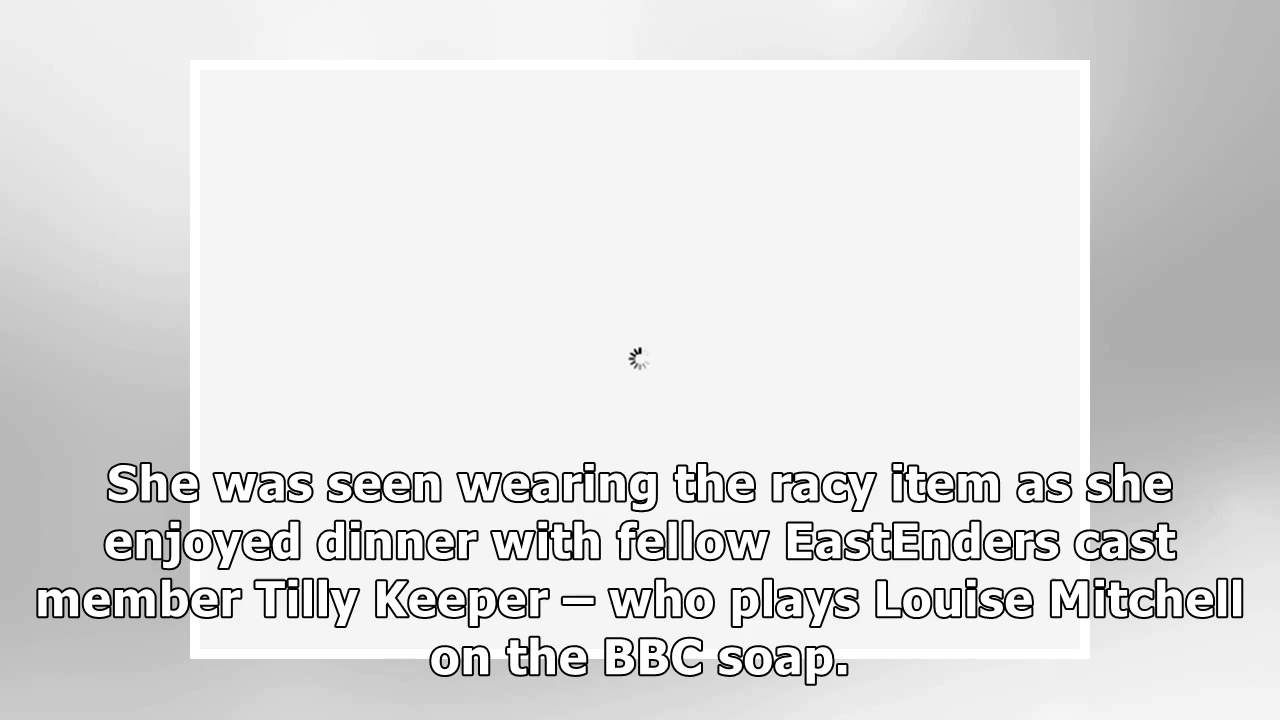 She was seen wearing the racy item as she
enjoyed dinner with fellow EastEnders cast
member Tilly Keeper – who plays Louise Mitchell
on the BBC soap.